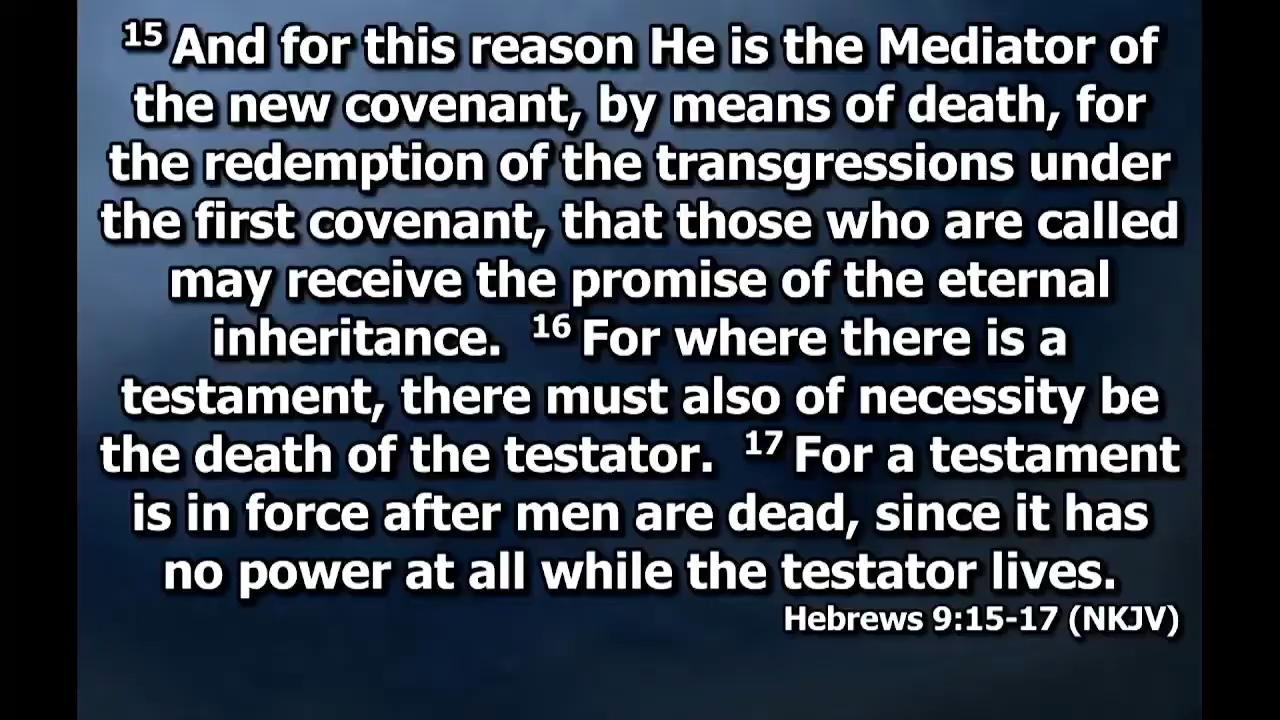 15 And for this reason He is the Mediator of
the new covenant, by means of death, for
the redemption of the transgressions under
the first covenant, that those who are called
may receive the promise of the eternal
inheritance. 16 For where there is a
testament, there must also of necessity be
the death of the testator. 17 For a testament
is in force after men are dead, since it has
no power at all while the testator lives.
Hebrews 9:15-17 (NKJV)